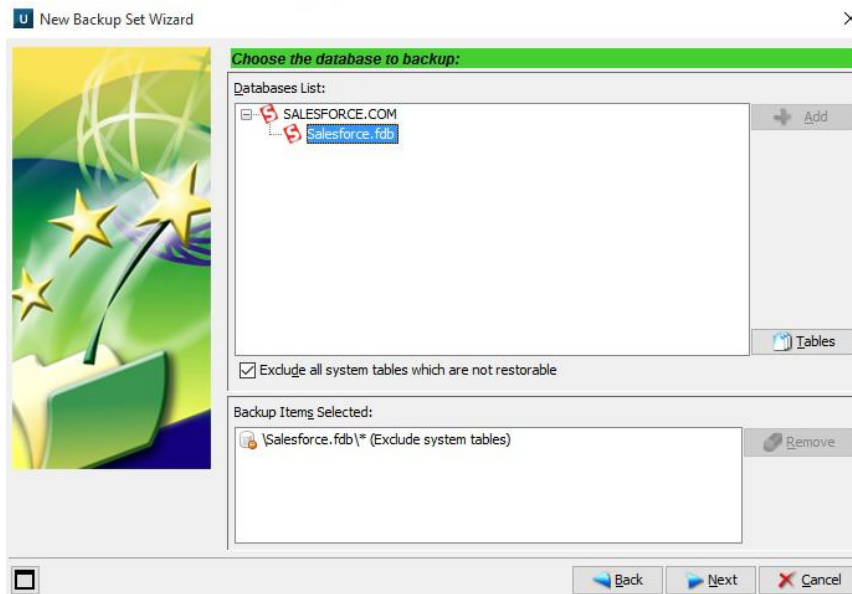 U New Backup Set Wizard
Choose the database to backup:
Databases List:
SALESFORCE.COM
Salesforce.fdb
Add
Tables
Exclude all system tables which are not restorable
Backup Items Selected:
\Salesforce.fdb\* (Exclude system tables)
Remove
Back Next Cancel